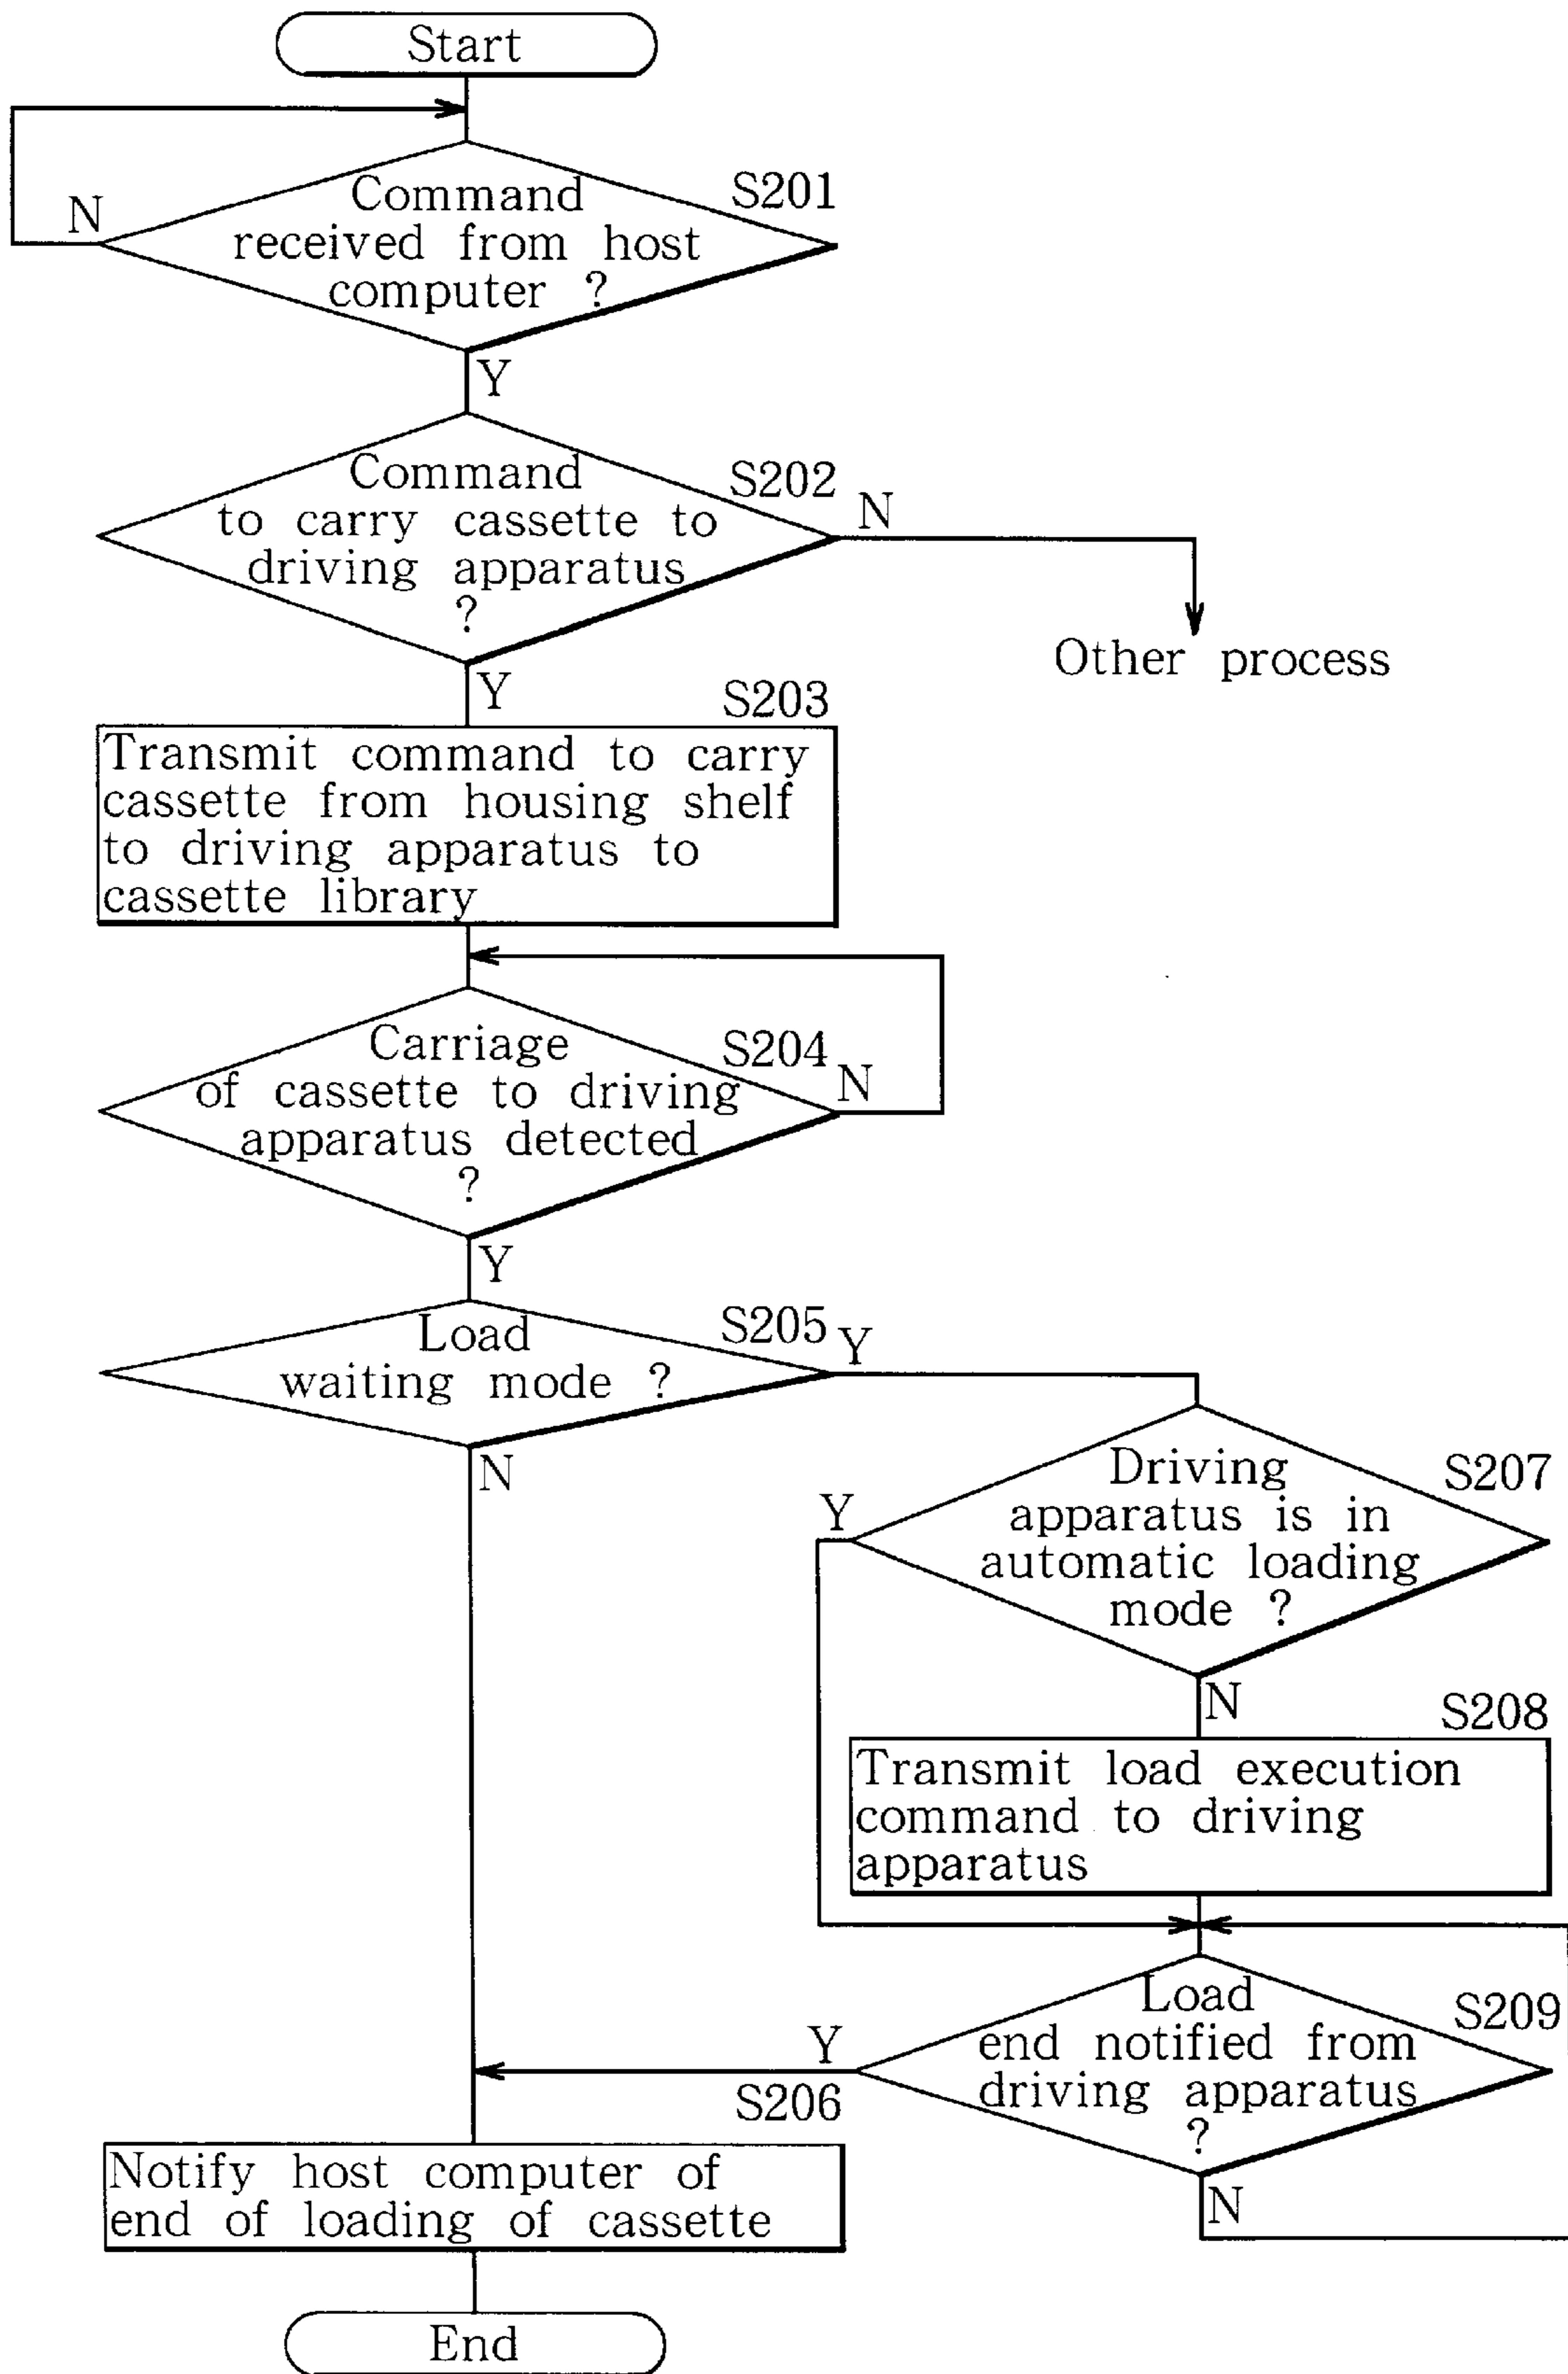 Start
S201
Command
N
received from host
computer ?
Y
S202
Command
N
to carry cassette to
driving apparatus
?
Other process
Y
S203
Transmit command to carry
cassette from housing shelf
to driving apparatus to
cassette library
S204
Carriage
N
of cassette to driving
apparatus detected
?
Y
S205
Load
Y
waiting mode ?
N
S207
Driving
Y
apparatus is in
automatic loading
mode ?
N
S208
Transmit load execution
command to driving
apparatus
S209
Load
Y
end notified from
driving apparatus
?
N
S206
Notify host computer of
end of loading of cassette
End